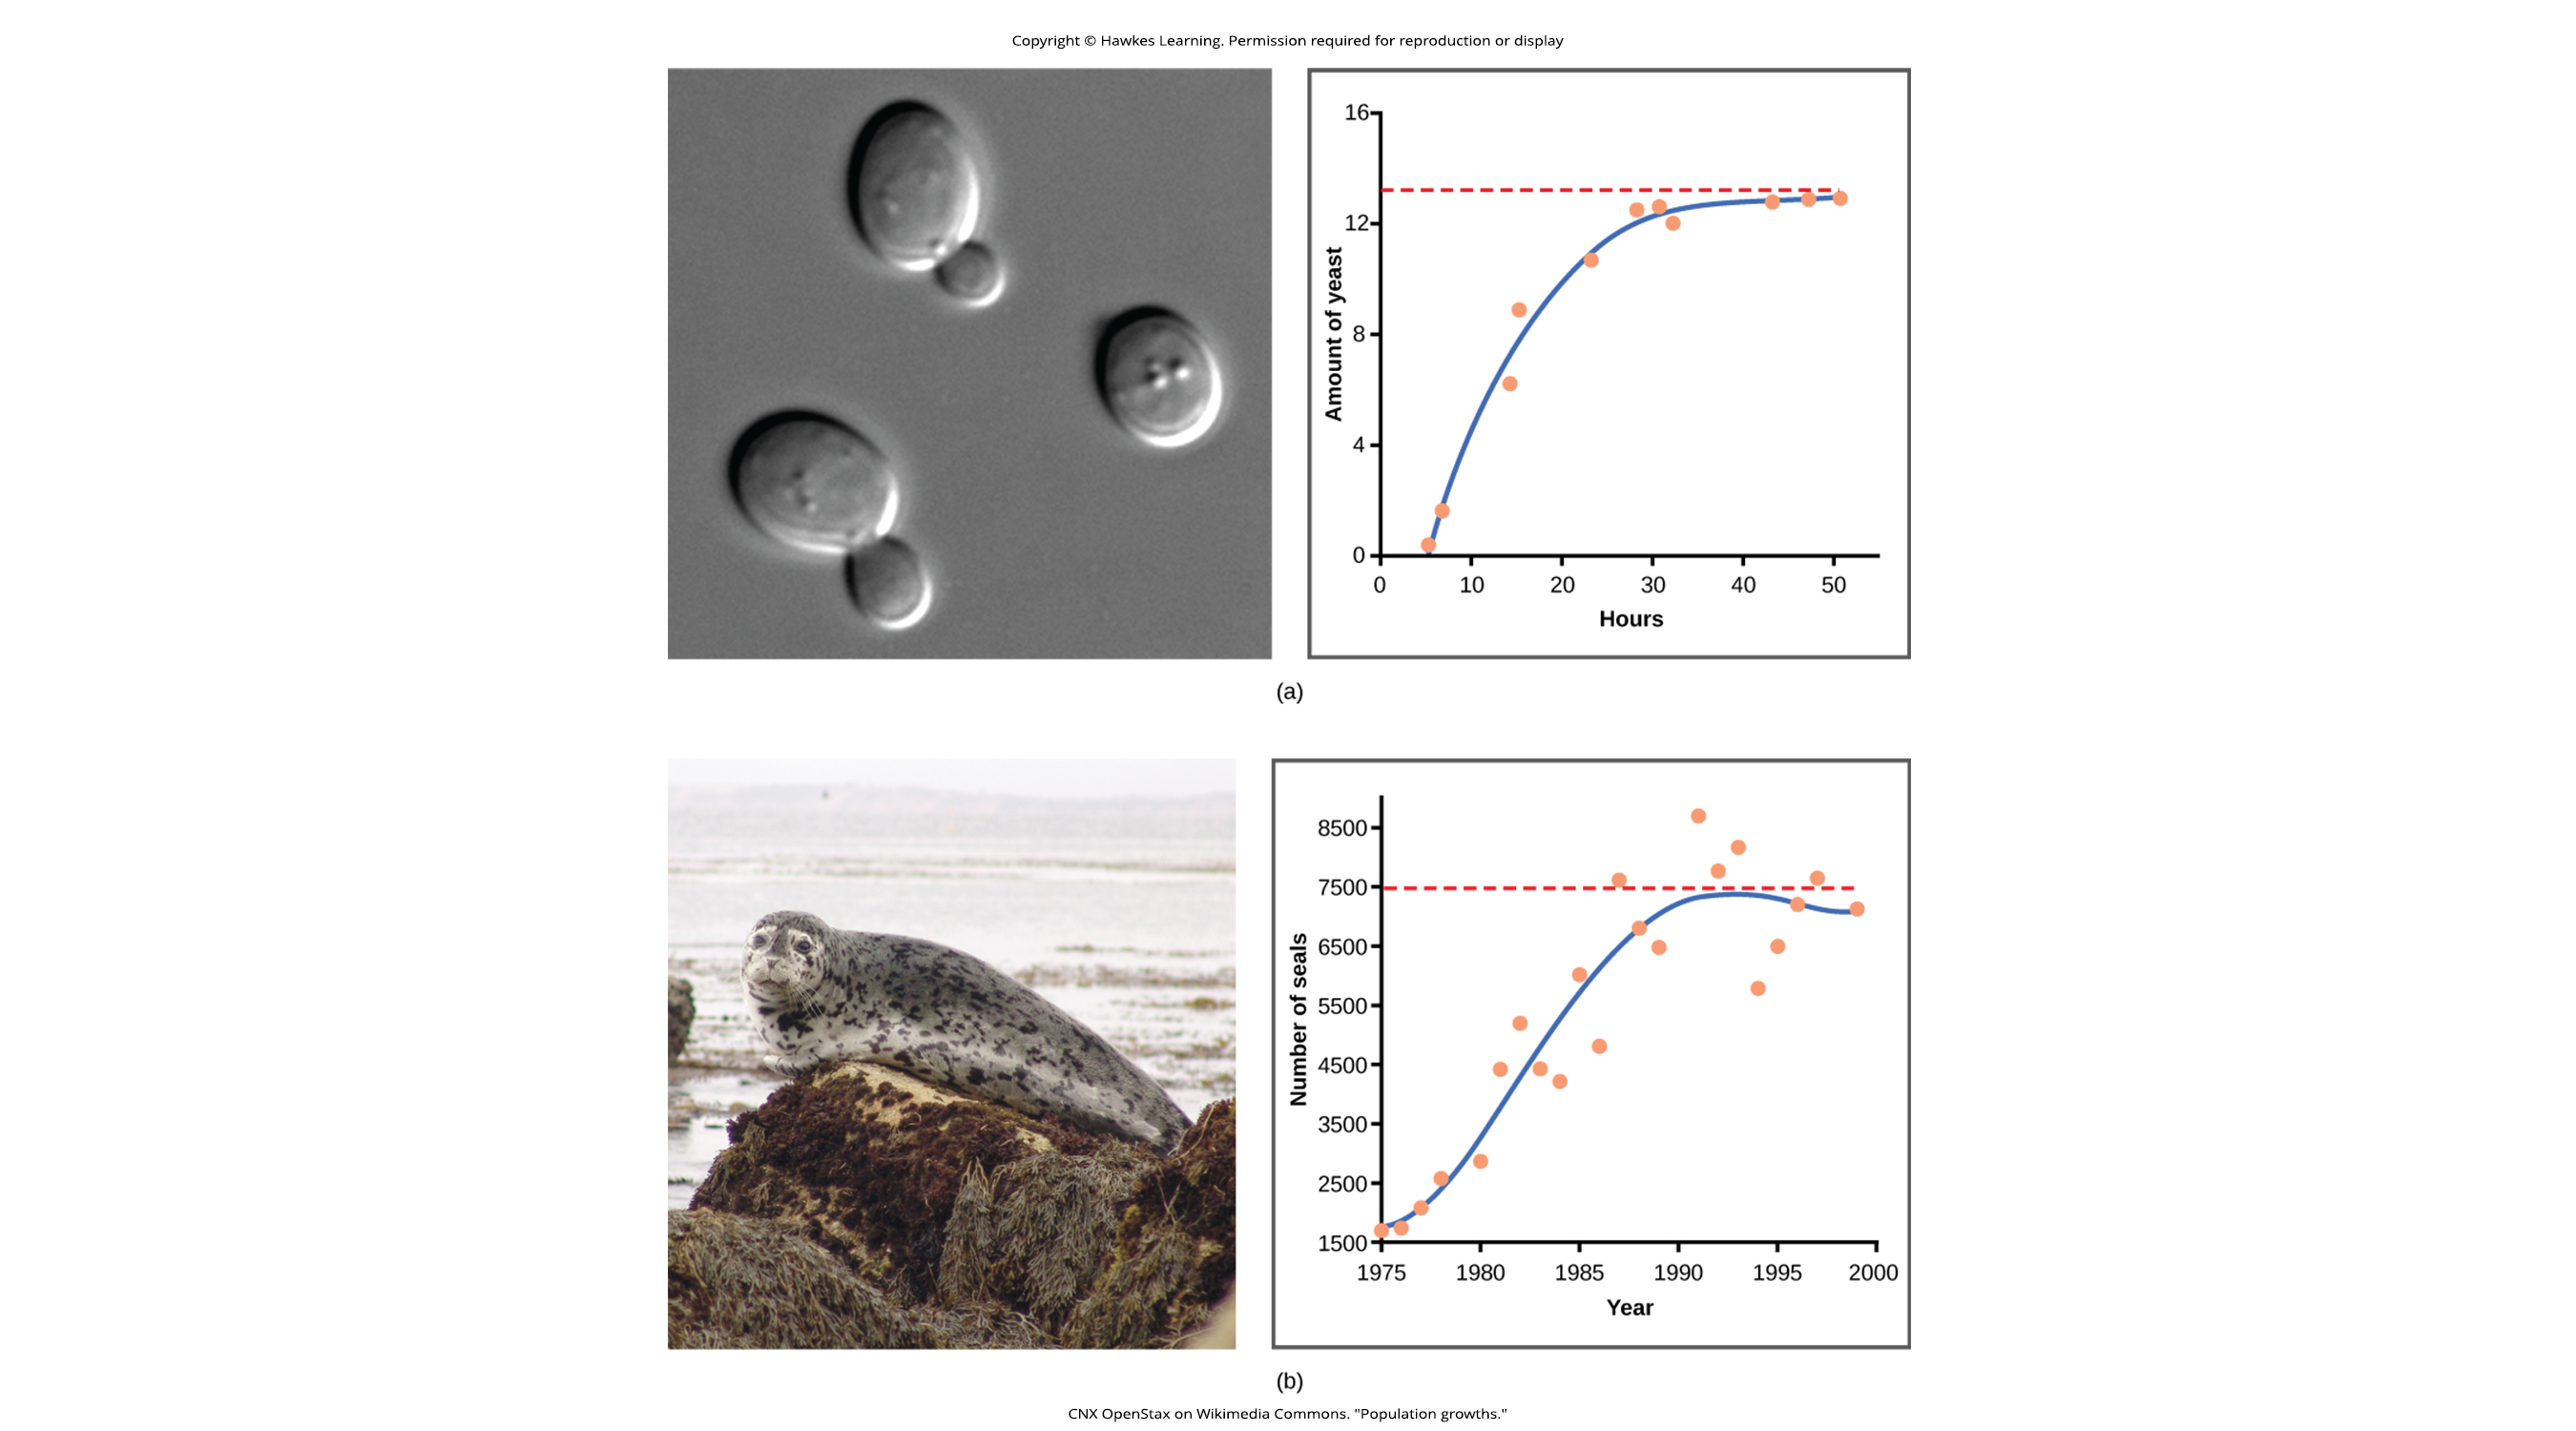 Copyright © Hawkes Learning. Permission required for reproduction or display
16
12
8
4
0
Amount of yeast
0 10 20 30 40 50
Hours
(a)
8500
7500
6500
5500
4500
3500
2500
1500
Number of seals
1975 1980 1985 1990 1995 2000
Year
(b)
CNX OpenStax on Wikimedia Commons. "Population growths."